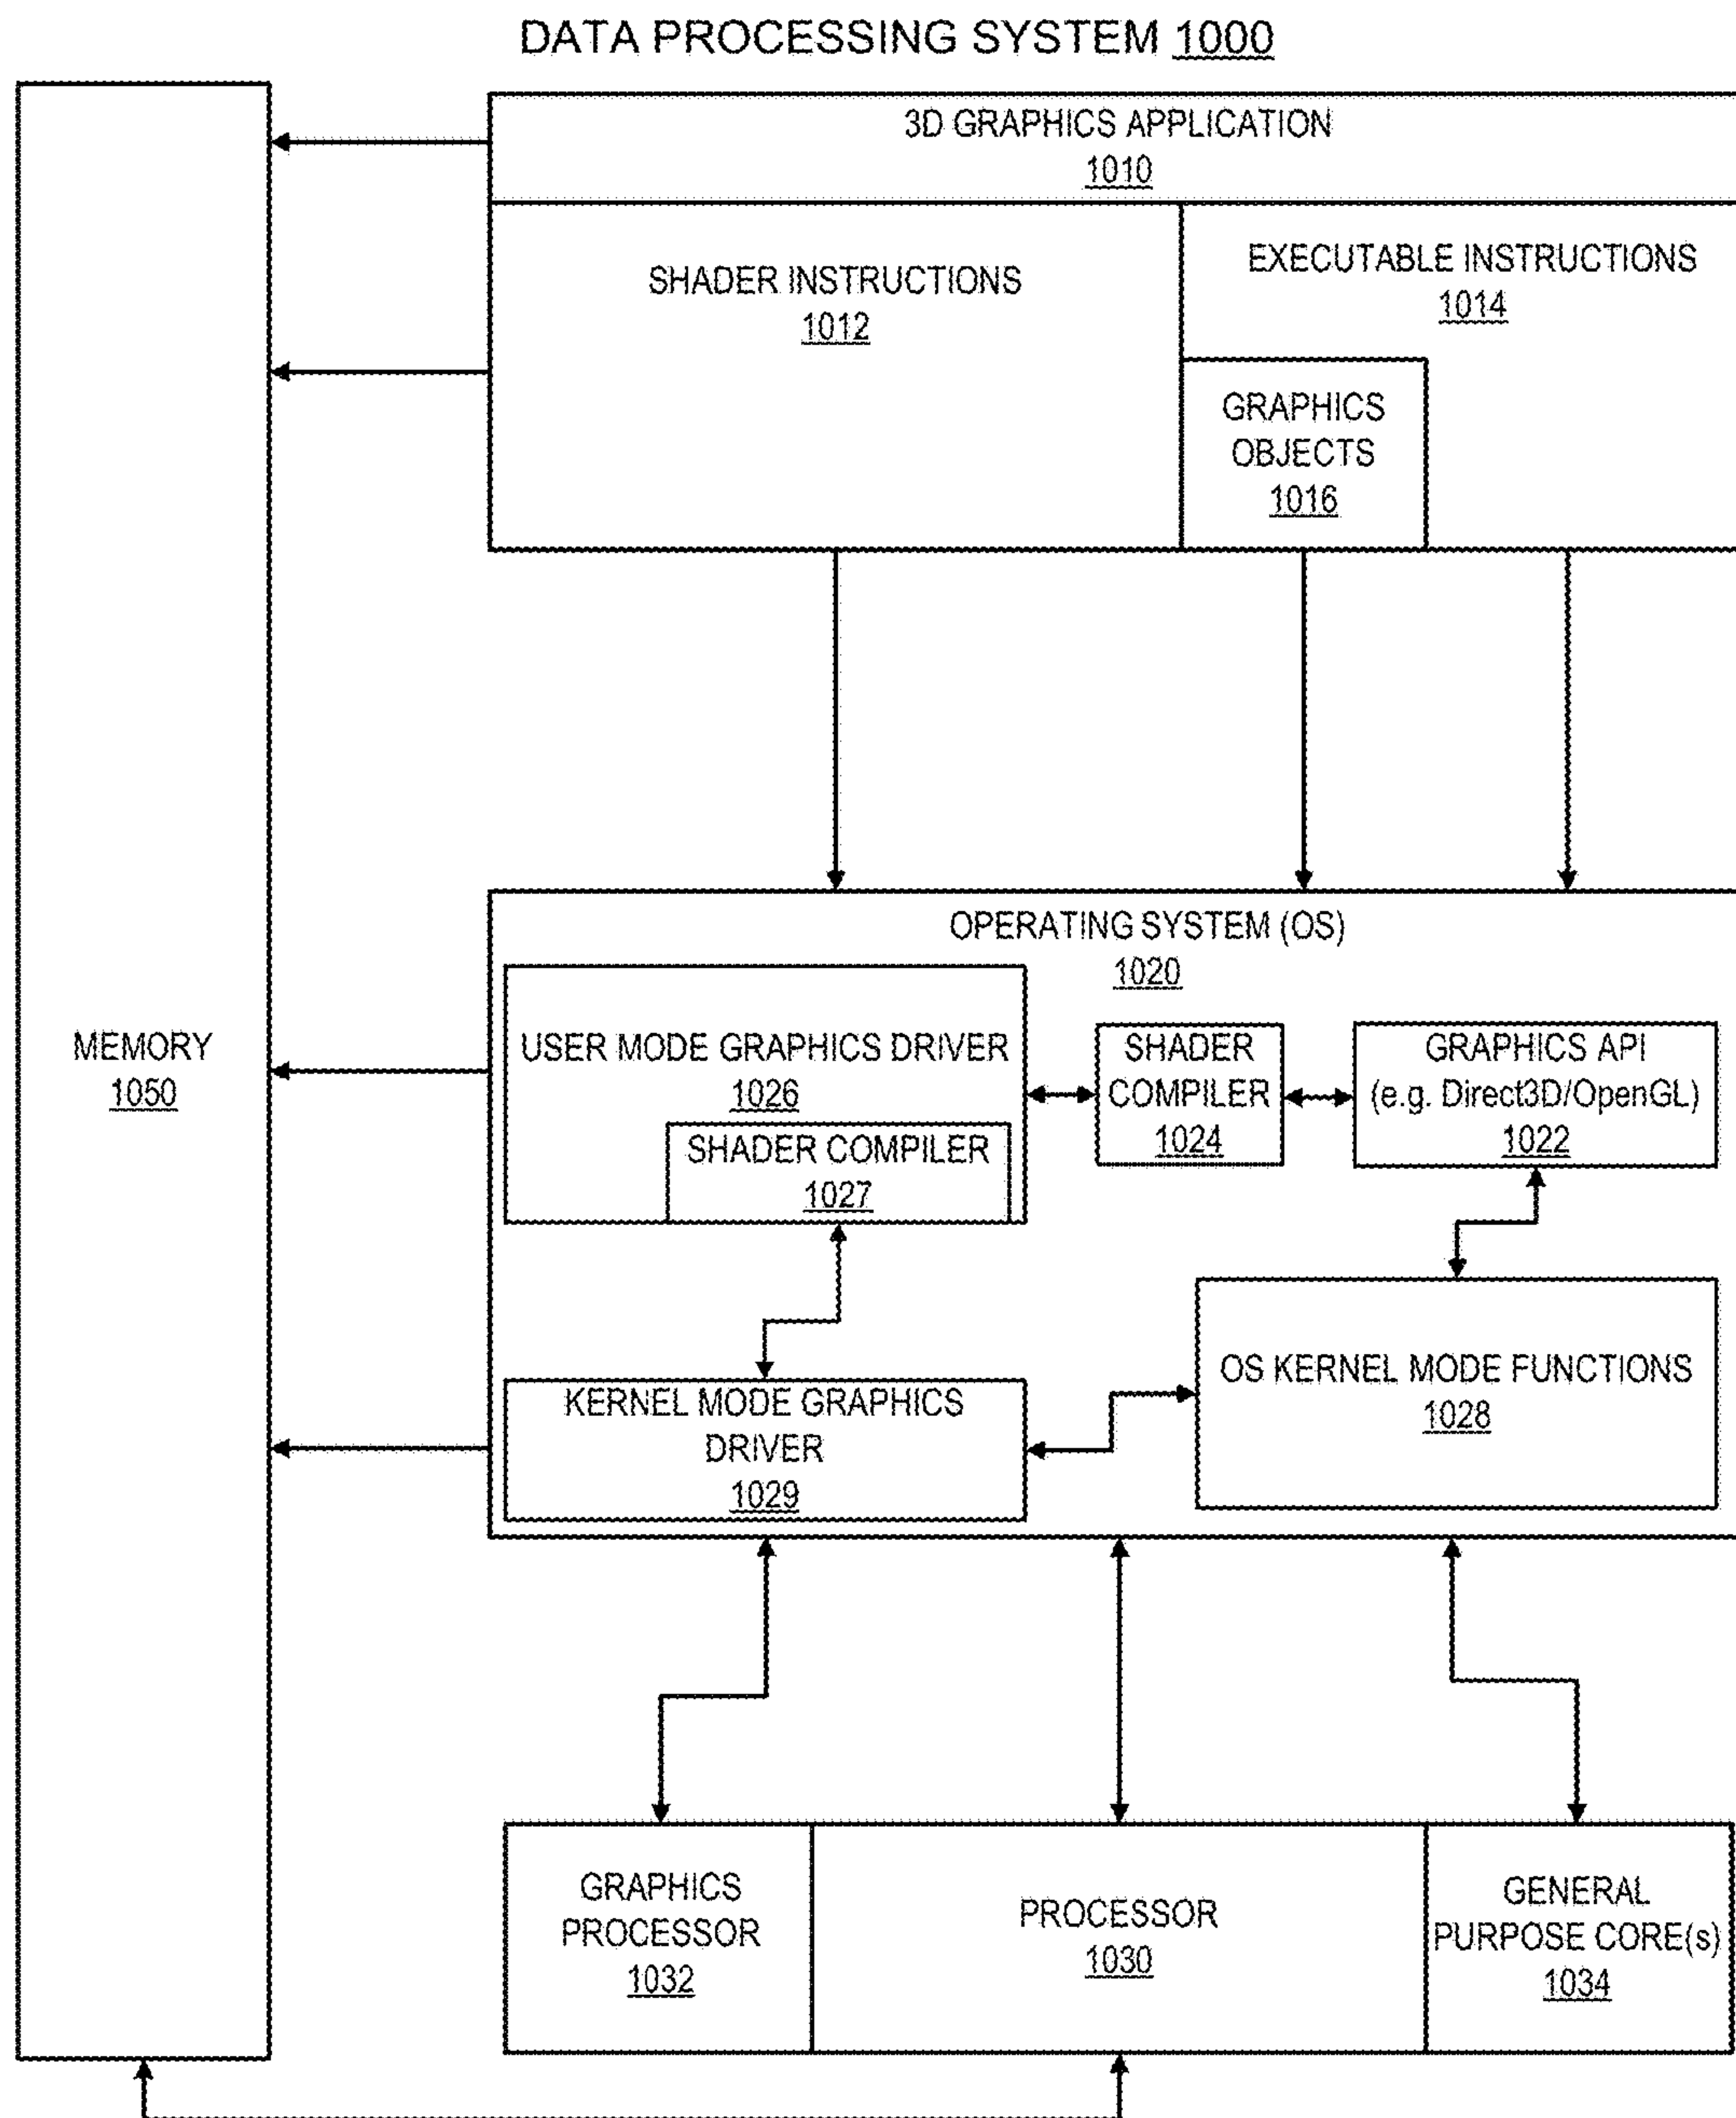 DATA PROCESSING SYSTEM 1000
3D GRAPHICS APPLICATION
1010
SHADER INSTRUCTIONS
1012
EXECUTABLE INSTRUCTIONS
1014
GRAPHICS
OBJECTS
1016
MEMORY
1050
OPERATING SYSTEM (OS)
1020
USER MODE GRAPHICS DRIVER
1026
SHADER COMPILER
1027
SHADER
COMPILER
1024
GRAPHICS API
(e.g. Direct3D/OpenGL)
1022
KERNEL MODE GRAPHICS
DRIVER
1029
OS KERNEL MODE FUNCTIONS
1028
GRAPHICS
PROCESSOR
1032
PROCESSOR
1030
GENERAL
PURPOSE CORE(s)
1034